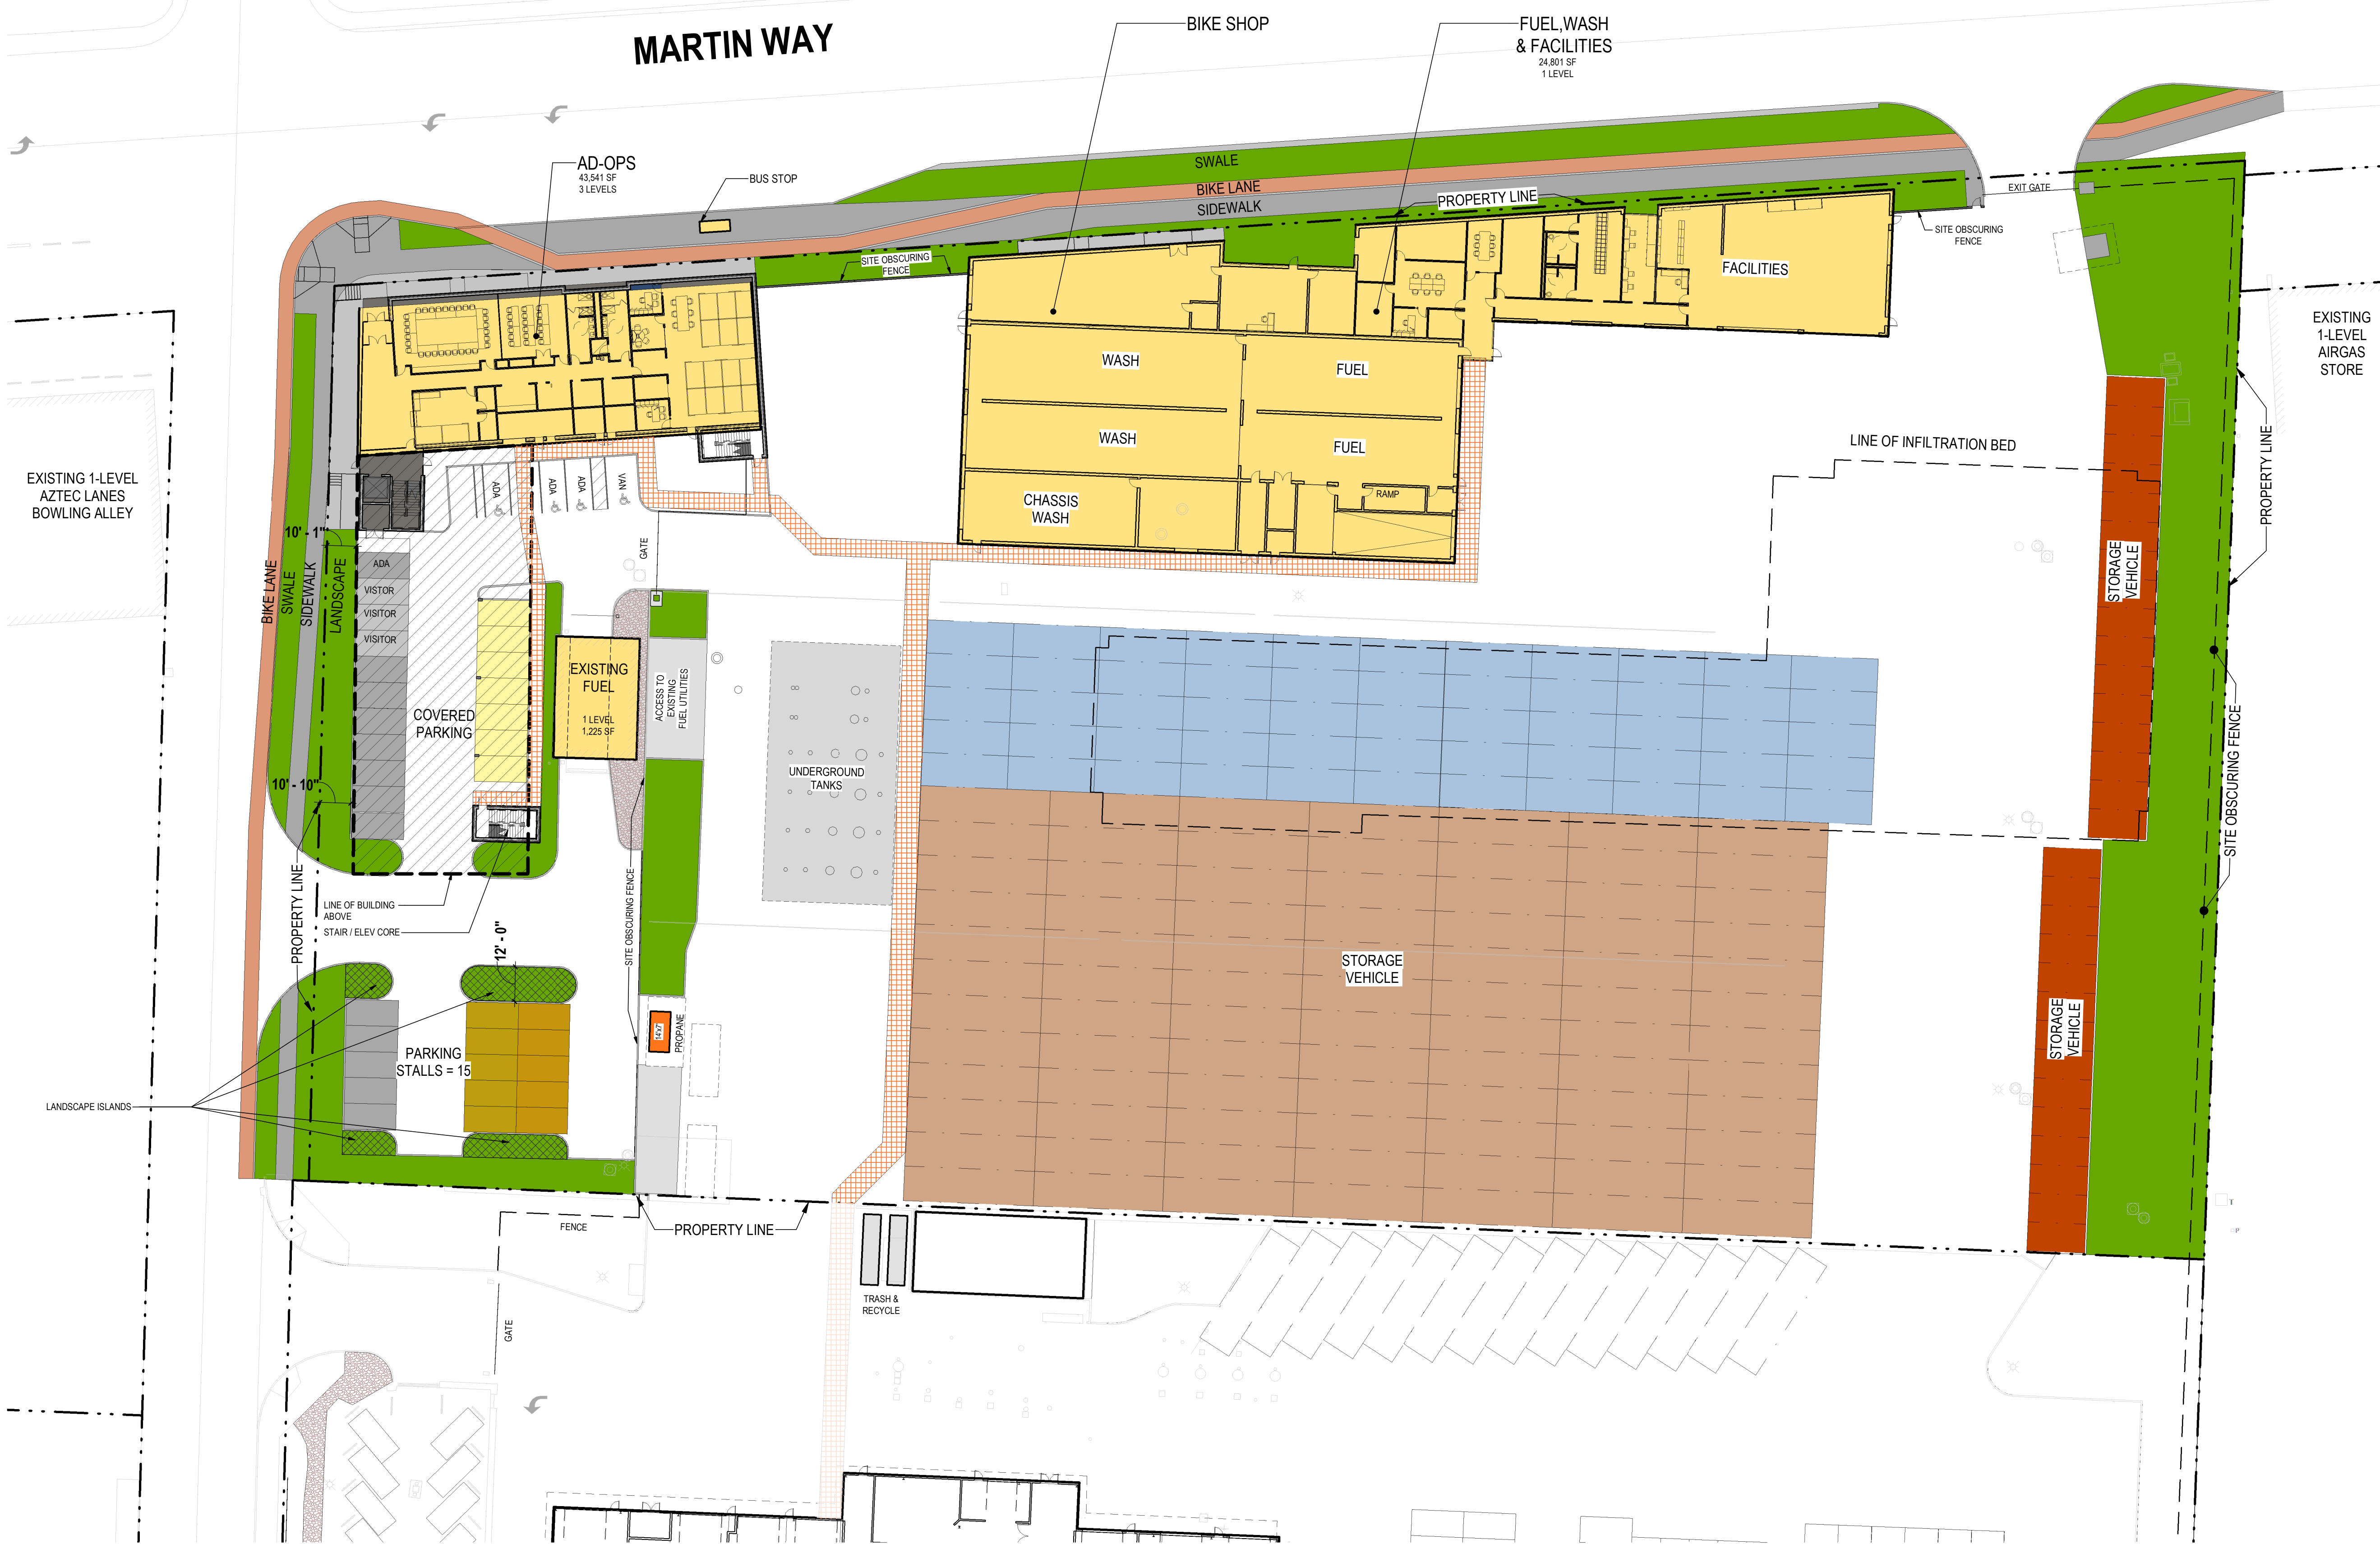 MARTIN WAY
BIKE SHOP
FUEL,WASH
& FACILITIES
24,801 SF
1 LEVEL
AD-OPS
43,541 SF
3 LEVELS
BUS STOP
SWALE
BIKE LANE
SIDEWALK
PROPERTY LINE
EXIT GATE
SITE OBSCURING
FENCE
SITE OBSCURING
FENCE
FACILITIES
EXISTING
1-LEVEL
AIRGAS
STORE
WASH
FUEL
WASH
FUEL
CHASSIS
WASH
RAMP
LINE OF INFILTRATION BED
PROPERTY LINE
EXISTING 1-LEVEL
AZTEC LANES
BOWLING ALLEY
ADA
ADA
ADA
VAN
GATE
10' - 1"
BIKE LANE
SWALE
SIDEWALK
LANDSCAPE
ADA
VISTOR
VISITOR
VISITOR
COVERED
PARKING
EXISTING
FUEL
1 LEVEL
1,225 SF
ACCESS TO
EXISTING
FUEL UTILITIES
UNDERGROUND
TANKS
STORAGE
VEHICLE
10' - 10"
SITE OBSCURING FENCE
PROPERTY LINE
LINE OF BUILDING
ABOVE
STAIR / ELEV CORE
12' - 0"
SITE OBSCURING FENCE
STORAGE
VEHICLE
14'x7'
PROPANE
PARKING
STALLS = 15
STORAGE
VEHICLE
LANDSCAPE ISLANDS
FENCE
PROPERTY LINE
TRASH &
RECYCLE
GATE
T
P